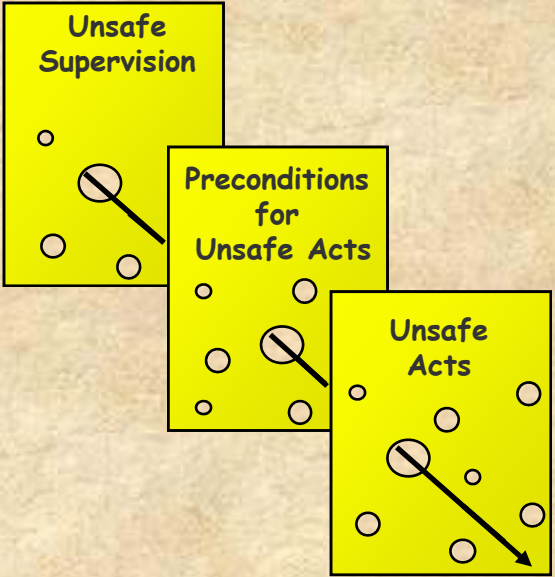 Unsafe
Supervision
Preconditions
for
Unsafe Acts
Unsafe
Acts